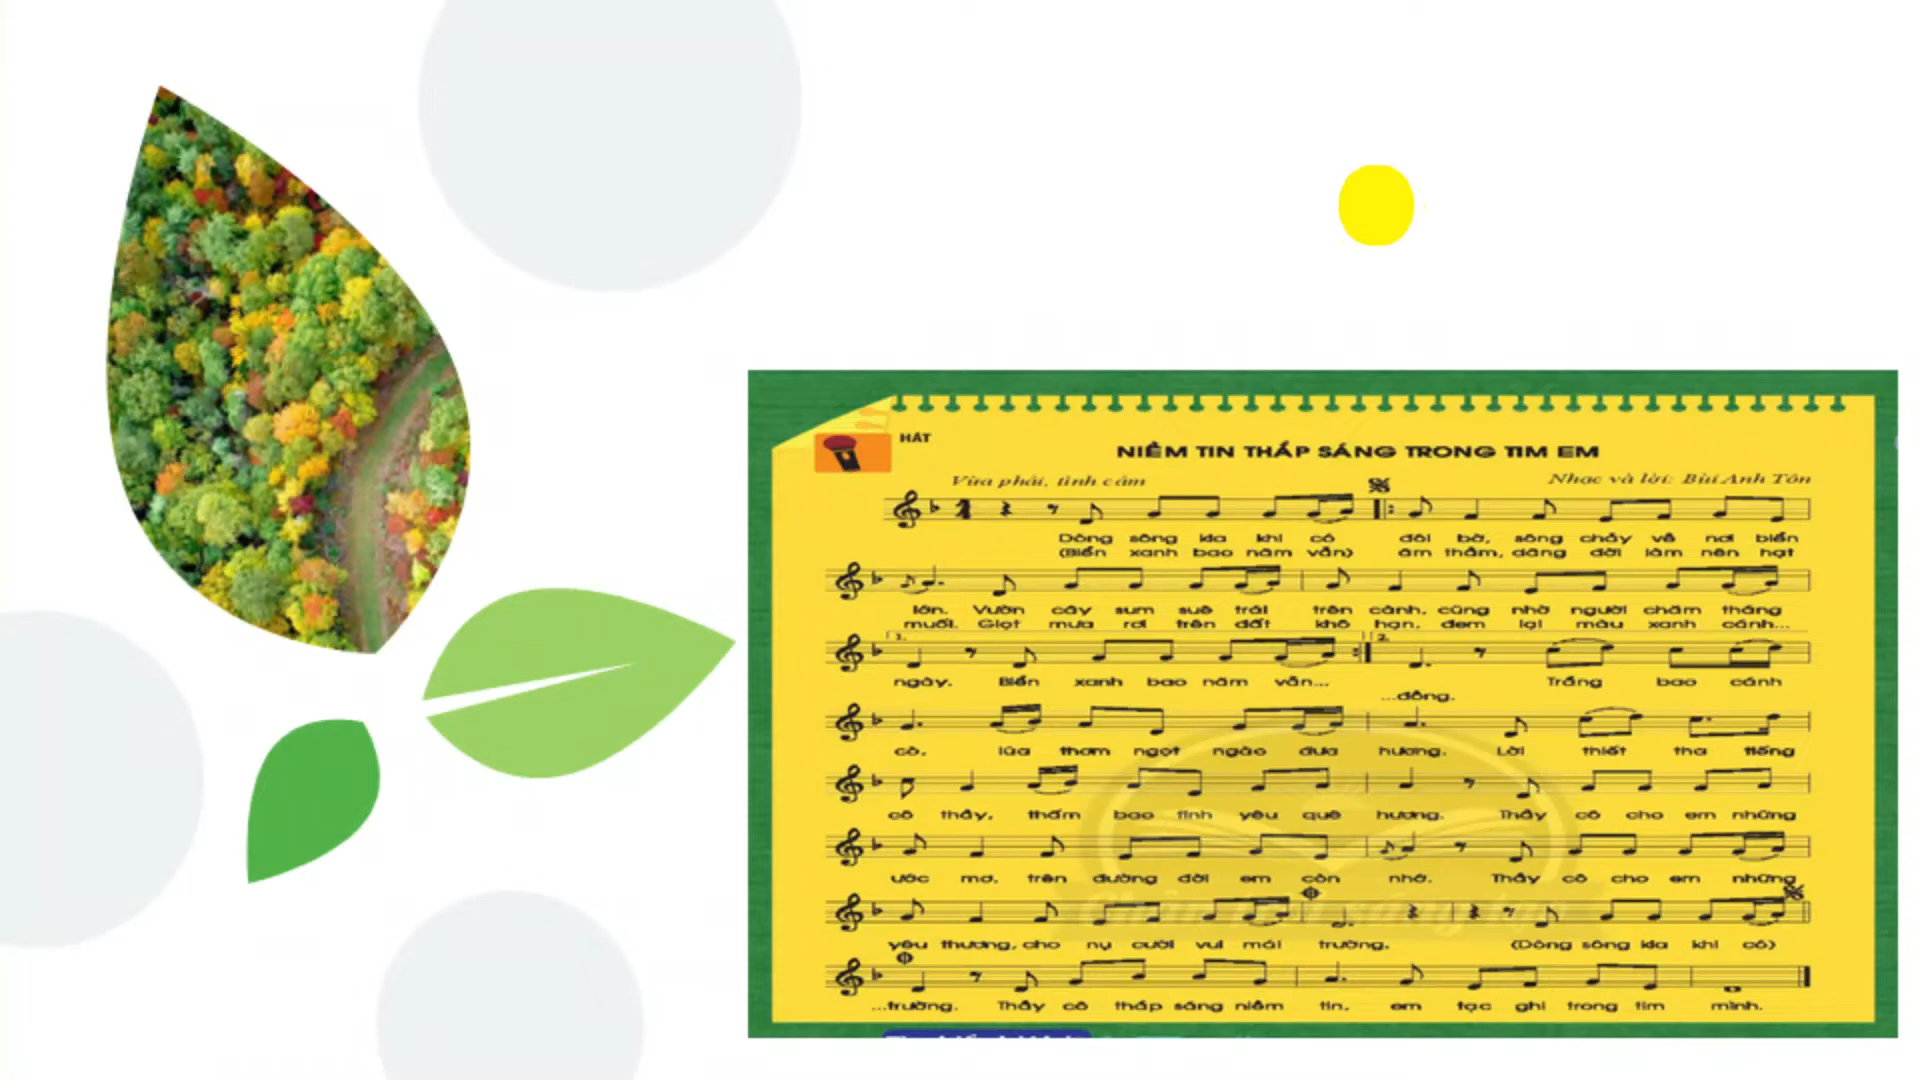 HÁT
NIỀM TIN THẮP SÁNG TRONG TIM EM
Vừa phải, tình cảm
Nhạc và lời: Bùi Anh Tôn
Dòng sông kia khi có đôi bờ, sông chảy về nơi biển
(Biển xanh bao năm vẫn) âm thầm, dâng đời làm nên hạt
lớn. Vườn cây sum suê trái trên cành, cũng nhờ người chăm tháng
muối. Giọt mưa rơi trên đất khô hạn, đem lại màu xanh cánh...
1. 2.
ngày. Biển xanh bao năm vẫn... Trắng bao cánh
...đồng.
cò, lúa thơm ngọt ngào đưa hương. Lời thiết tha tiếng
cô thầy, thấm bao tình yêu quê hương. Thầy cô cho em những
ước mơ, trên đường đời em còn nhớ. Thầy cô cho em những
yêu thương, cho nụ cười vui mái trường. (Dòng sông kia khi có)
...trường. Thầy cô thắp sáng niềm tin, em tạc ghi trong tim mình.